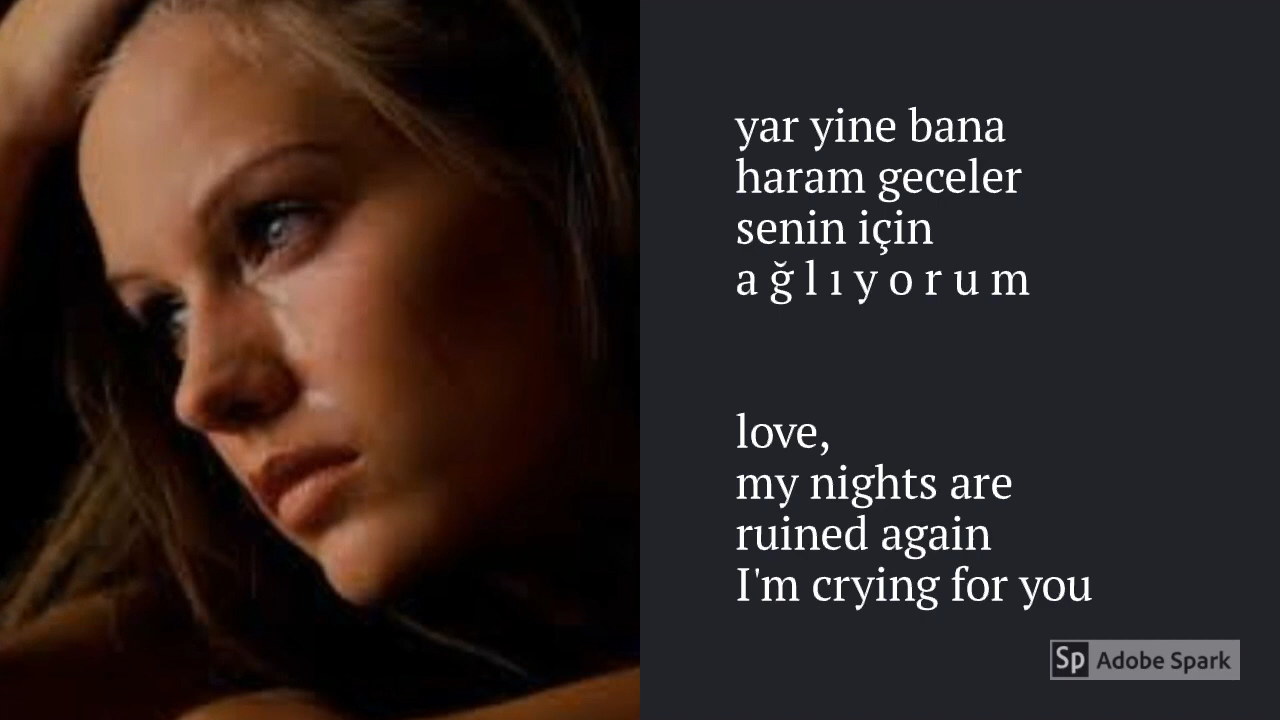 yar yine bana
haram geceler
senin için
a ğ l ı y o r u m
love,
my nights are
ruined again
I'm crying for you
Sp Adobe Spark